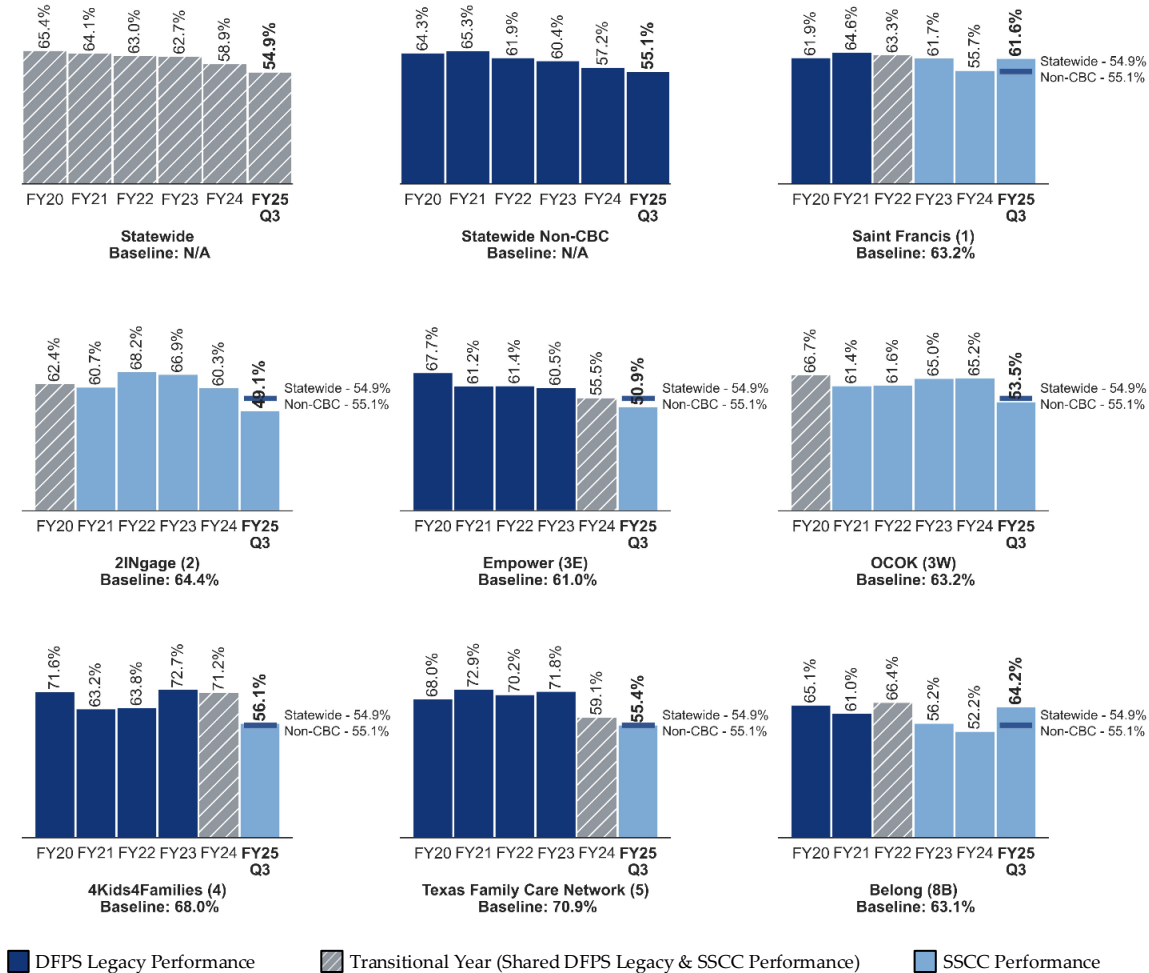 65.4% 64.1% 63.0% 62.7% 58.9% 54.9%
FY20 FY21 FY22 FY23 FY24 FY25
Q3
Statewide
Baseline: N/A
64.3% 65.3% 61.9% 60.4% 57.2% 55.1%
FY20 FY21 FY22 FY23 FY24 FY25
Q3
Statewide Non-CBC
Baseline: N/A
61.9% 64.6% 63.3% 61.7% 55.7% 61.6%
Statewide - 54.9%
Non-CBC - 55.1%
FY20 FY21 FY22 FY23 FY24 FY25
Q3
Saint Francis (1)
Baseline: 63.2%
62.4% 60.7% 68.2% 66.9% 60.3% 49.1%
Statewide - 54.9%
Non-CBC - 55.1%
FY20 FY21 FY22 FY23 FY24 FY25
Q3
2INgage (2)
Baseline: 64.4%
67.7% 61.2% 61.4% 60.5% 55.5% 50.9%
Statewide - 54.9%
Non-CBC - 55.1%
FY20 FY21 FY22 FY23 FY24 FY25
Q3
Empower (3E)
Baseline: 61.0%
66.7% 61.4% 61.6% 65.0% 65.2% 53.5%
Statewide - 54.9%
Non-CBC - 55.1%
FY20 FY21 FY22 FY23 FY24 FY25
Q3
OCOK (3W)
Baseline: 63.2%
71.6% 63.2% 63.8% 72.7% 71.2% 56.1%
Statewide - 54.9%
Non-CBC - 55.1%
FY20 FY21 FY22 FY23 FY24 FY25
Q3
4Kids4Families (4)
Baseline: 68.0%
68.0% 72.9% 70.2% 71.8% 59.1% 55.4%
Statewide - 54.9%
Non-CBC - 55.1%
FY20 FY21 FY22 FY23 FY24 FY25
Q3
Texas Family Care Network (5)
Baseline: 70.9%
65.1% 61.0% 66.4% 56.2% 52.2% 64.2%
Statewide - 54.9%
Non-CBC - 55.1%
FY20 FY21 FY22 FY23 FY24 FY25
Q3
Belong (8B)
Baseline: 63.1%
DFPS Legacy Performance
Transitional Year (Shared DFPS Legacy & SSCC Performance)
SSCC Performance